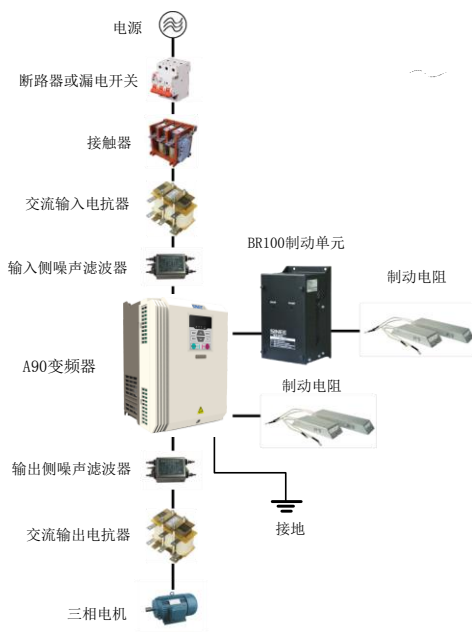 电源
断路器或漏电开关
接触器
交流输入电抗器
BR100制动单元
输入侧噪声滤波器
制动电阻
A90变频器
制动电阻
输出侧噪声滤波器
接地
交流输出电抗器
三相电机